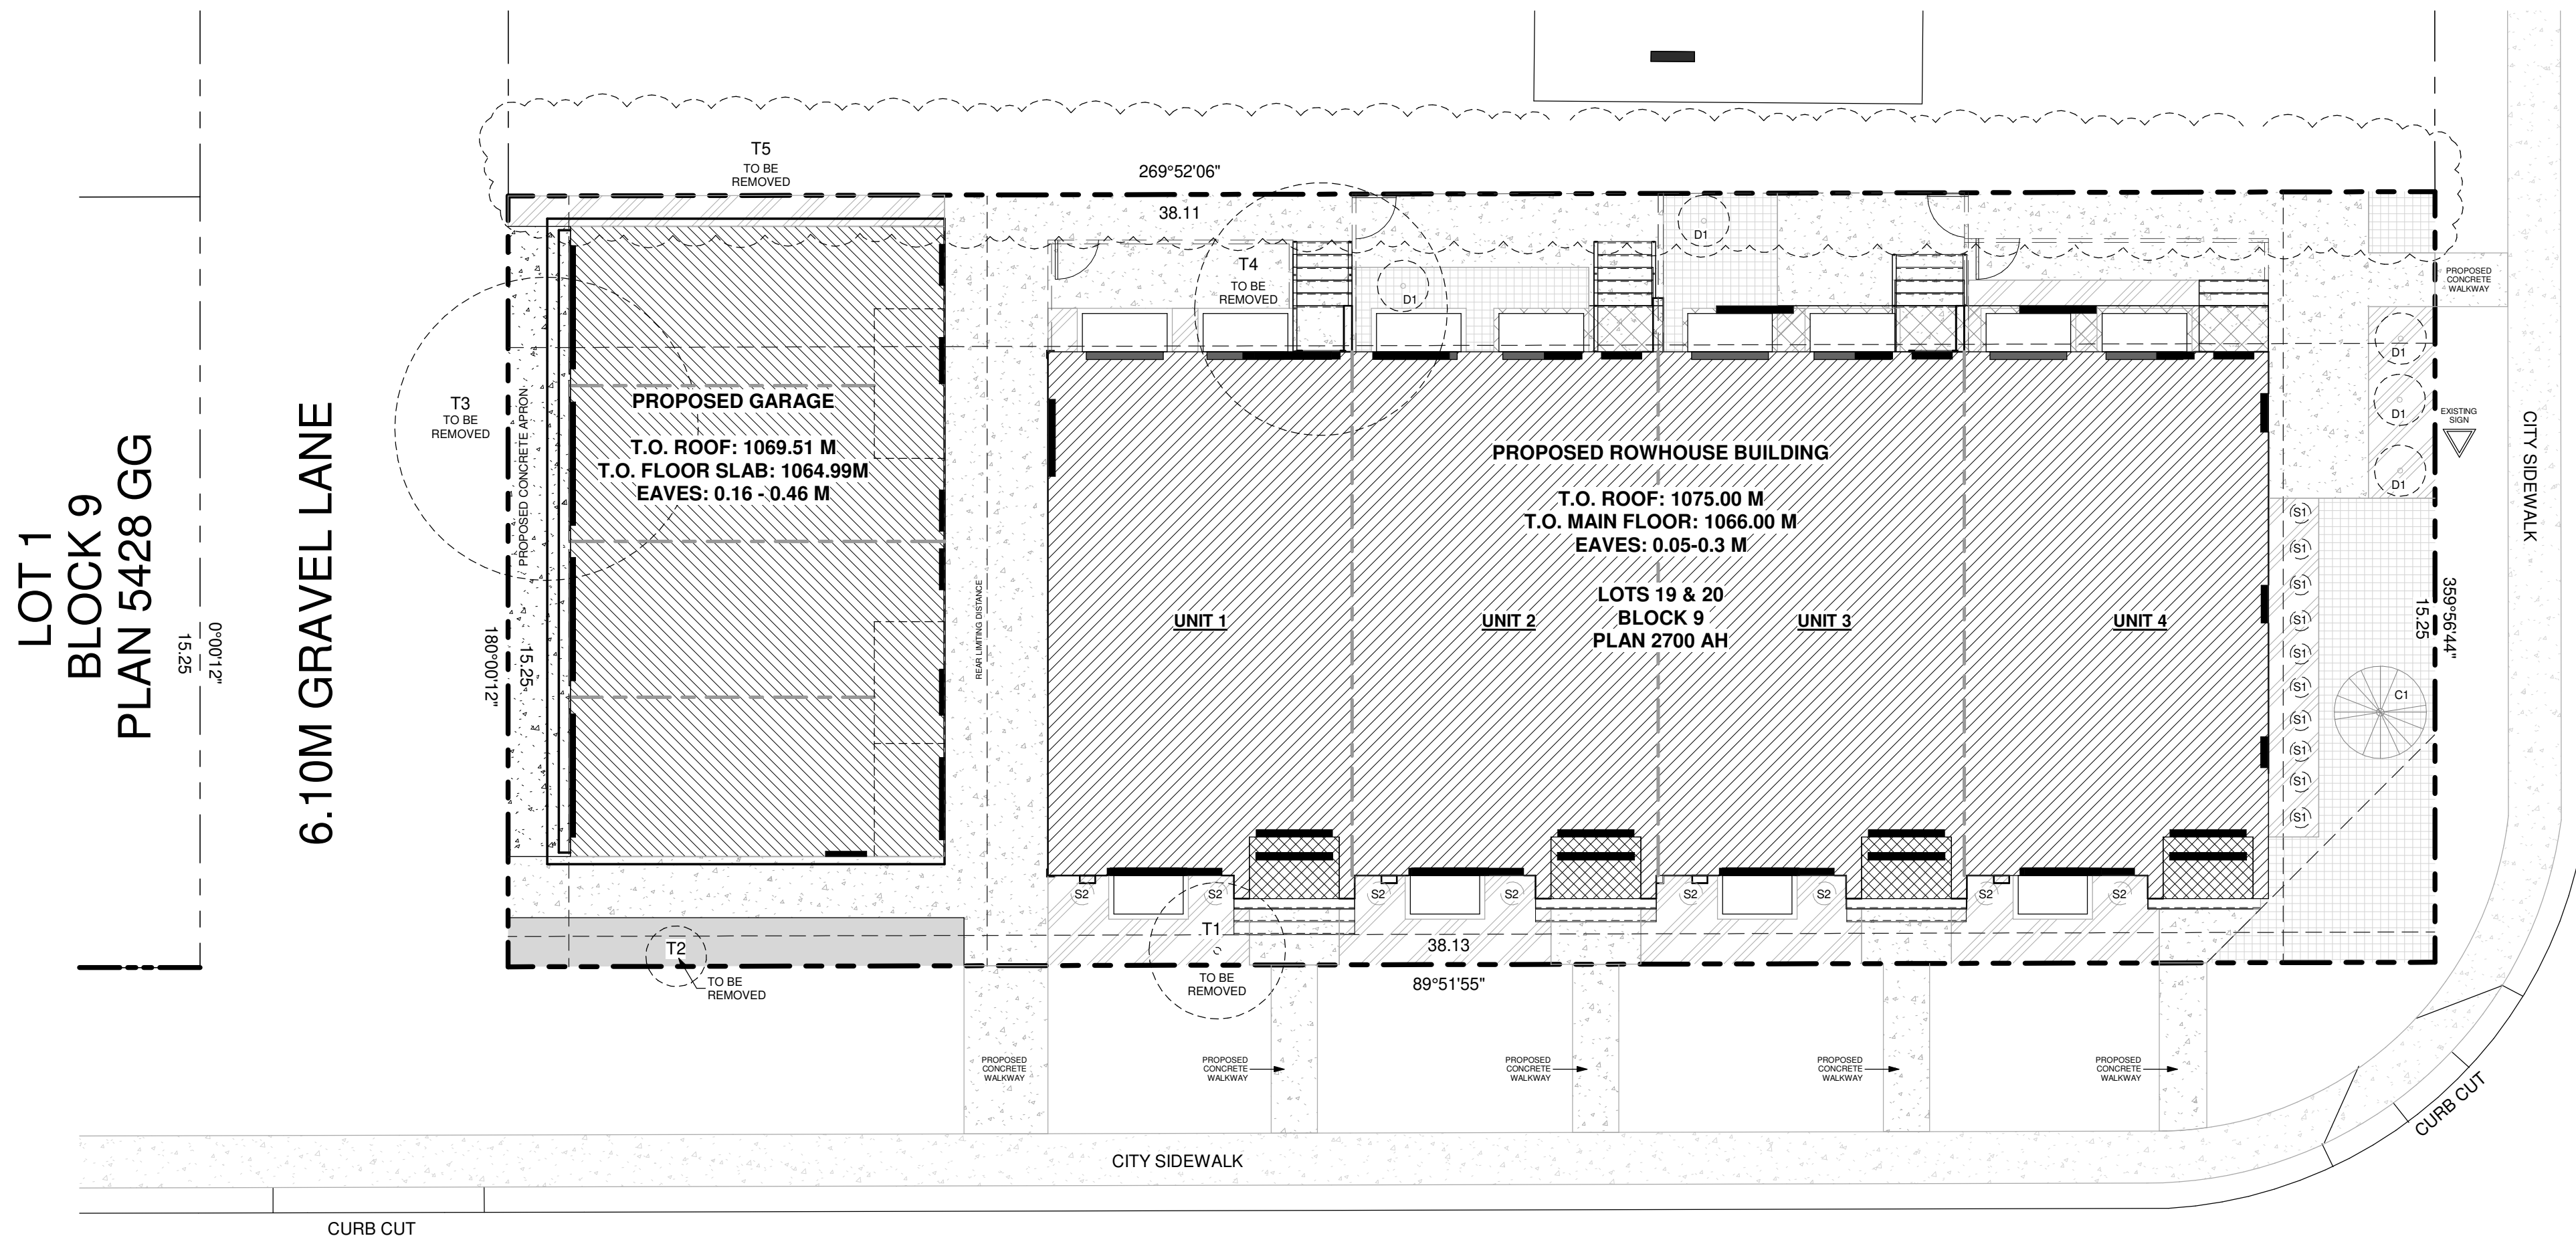 LOT 1
BLOCK 9
PLAN 5428 GG
15.25
0°00'12"
6.10M GRAVEL LANE
T5
TO BE
REMOVED
269°52'06"
38.11
T3
TO BE
REMOVED
180°00'12"
15.25
PROPOSED CONCRETE APRON
PROPOSED GARAGE
T.O. ROOF: 1069.51 M
T.O. FLOOR SLAB: 1064.99M
EAVES: 0.16 - 0.46 M
REAR LIMITING DISTANCE
T4
TO BE
REMOVED
D1
D1
PROPOSED ROWHOUSE BUILDING
T.O. ROOF: 1075.00 M
T.O. MAIN FLOOR: 1066.00 M
EAVES: 0.05-0.3 M
LOTS 19 & 20
BLOCK 9
PLAN 2700 AH
UNIT 1
UNIT 2
UNIT 3
UNIT 4
PROPOSED
CONCRETE
WALKWAY
D1
D1
D1
EXISTING
SIGN
CITY SIDEWALK
S1
S1
S1
S1
S1
S1
S1
S1
S1
S1
C1
359°56'44"
15.25
S2
S2
S2
S2
S2
S2
S2
S2
T2
TO BE
REMOVED
T1
TO BE
REMOVED
38.13
89°51'55"
PROPOSED
CONCRETE
WALKWAY
PROPOSED
CONCRETE
WALKWAY
PROPOSED
CONCRETE
WALKWAY
PROPOSED
CONCRETE
WALKWAY
PROPOSED
CONCRETE
WALKWAY
CITY SIDEWALK
CURB CUT
CURB CUT